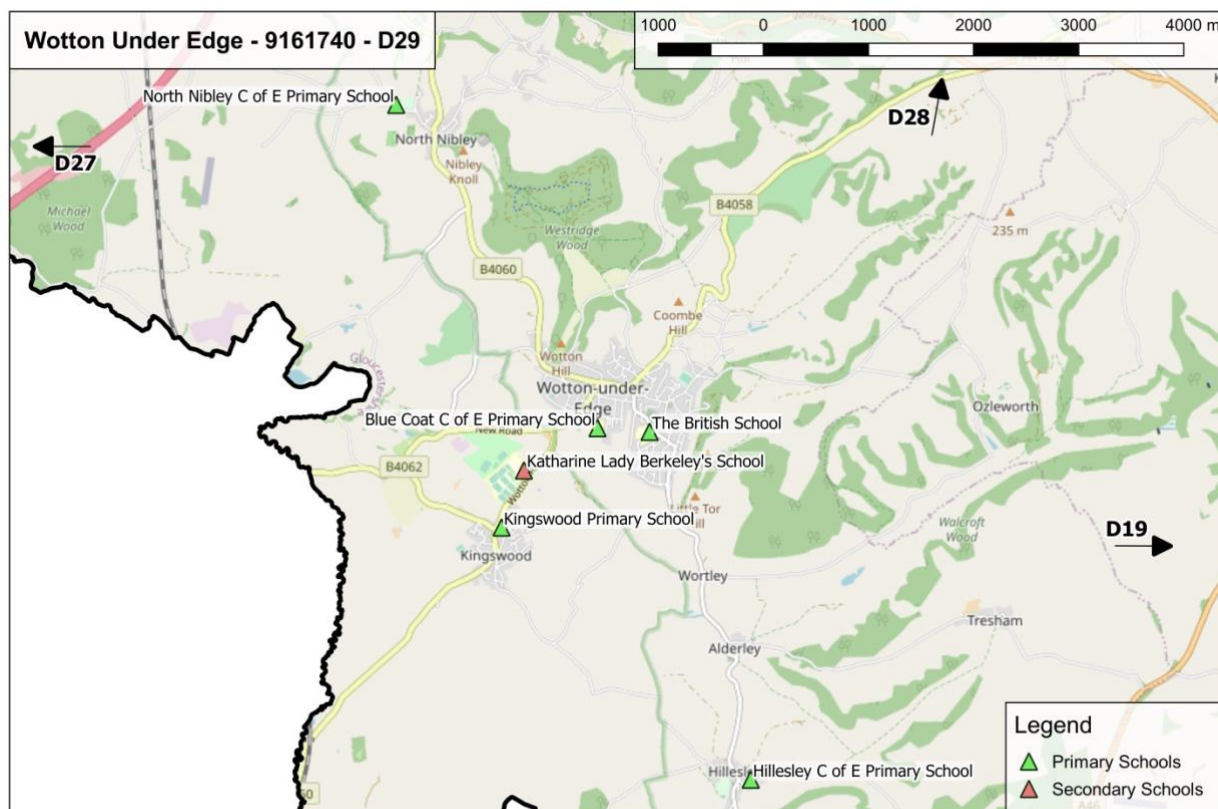 Wotton Under Edge - 9161740 - D29
1000 0 1000 2000 3000 4000 m
North Nibley C of E Primary School
D28
North Nibley
D27
Nibley
Knoll
Michael
Wood
B4058
235 m
Westridge
Wood
B4060
Coombe
Hill
Wotton
Hill
Wotton-under-
Edge
Ozleworth
Blue Coat C of E Primary School
The British School
New Road
B4062
Katharine Lady Berkeley's School
Kingswood Primary School
Walcroft
Wood
D19
Kingswood
Wortley
Tresham
Alderley
Legend
Primary Schools
Secondary Schools
Hillesley C of E Primary School